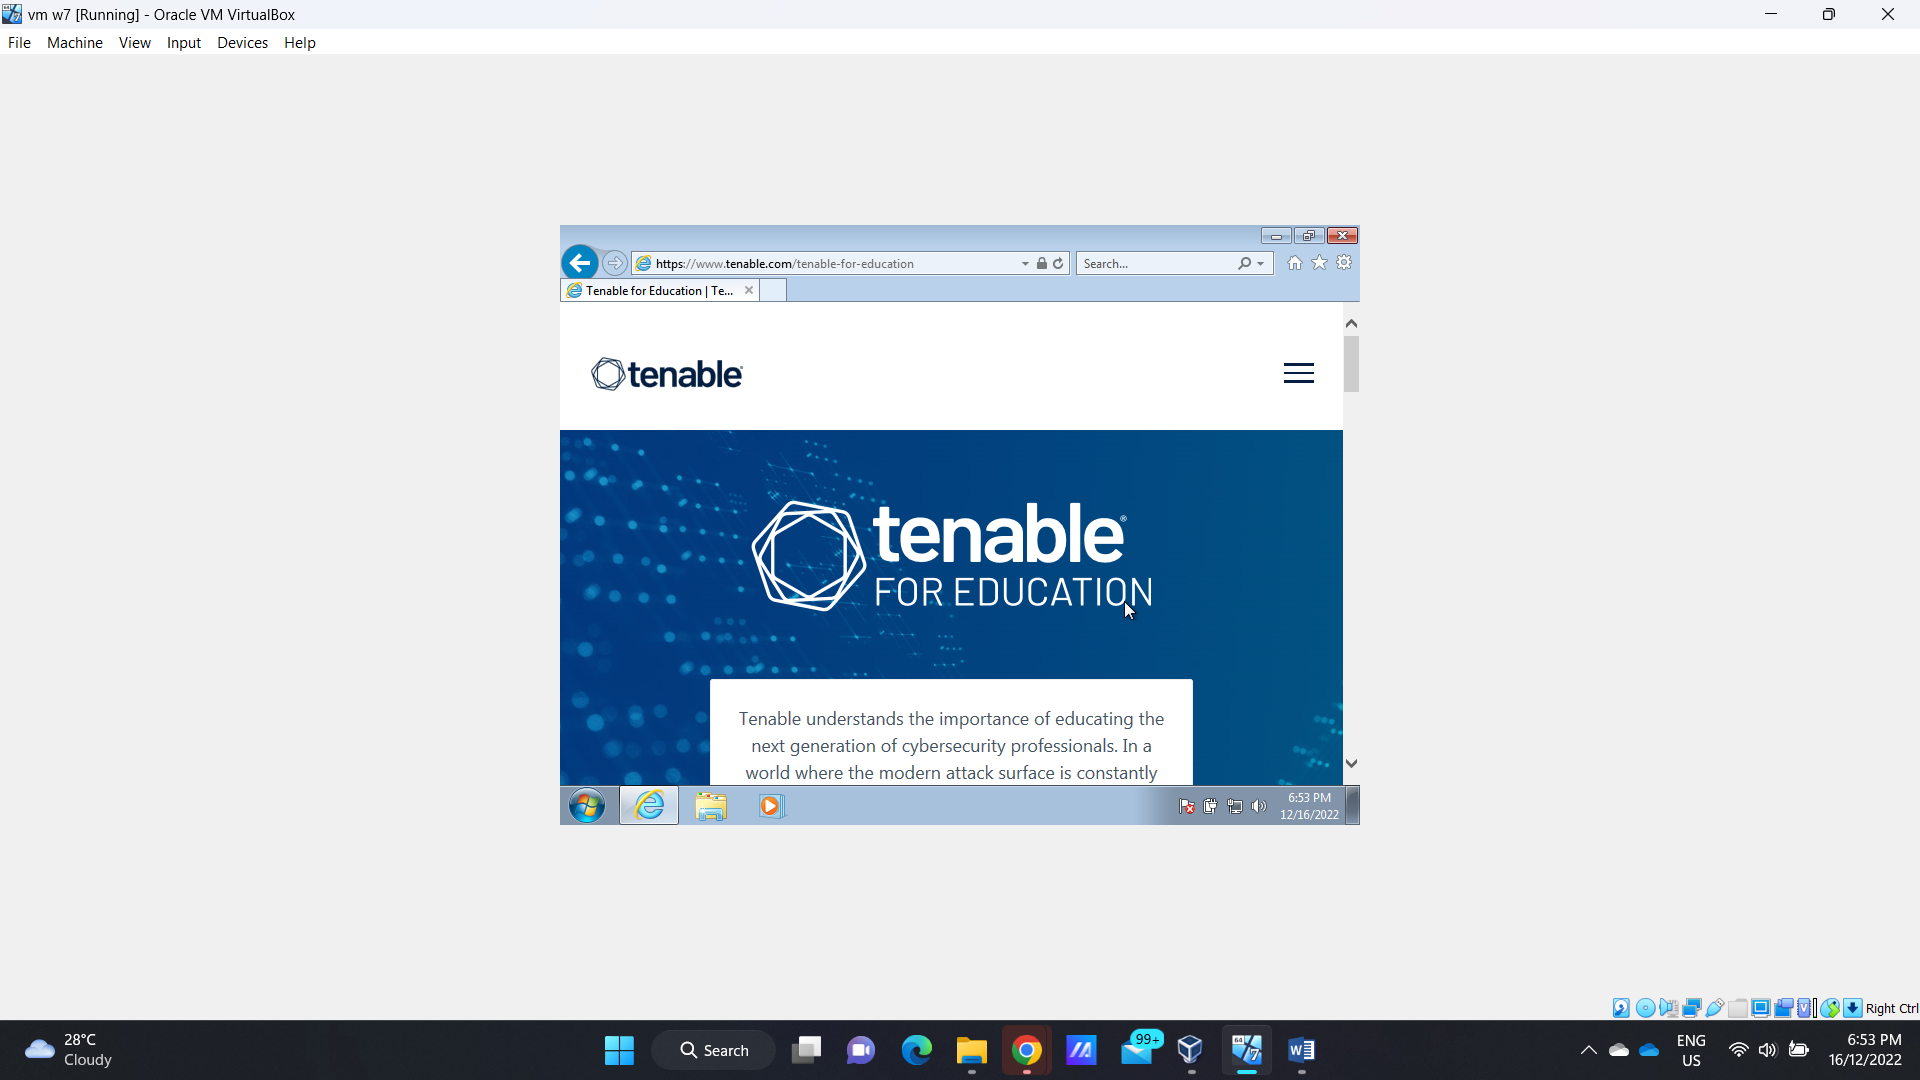 vm w7 [Running] - Oracle VM VirtualBox
File Machine View Input Devices Help
https://www.tenable.com/tenable-for-education
Search...
Tenable for Education | Te...
tenable
tenable®
FOR EDUCATION
Tenable understands the importance of educating the
next generation of cybersecurity professionals. In a
world where the modern attack surface is constantly
6:53 PM
12/16/2022
Right Ctrl
28°C
Cloudy
Search
99+
64
7
ENG
US
6:53 PM
16/12/2022